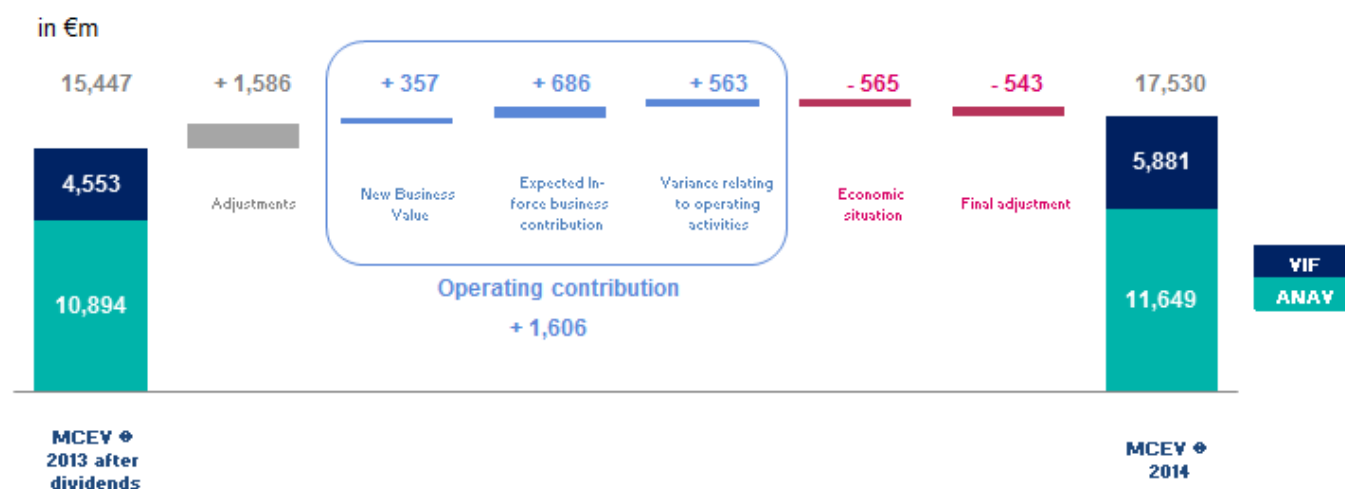 in €m
15,447
+ 1,586
+ 357
+ 686
+ 563
- 565
- 543
17,530
4,553
10,894
Adjustments
New Business
Value
Expected In-
force business
contribution
Variance relating
to operating
activities
Economic
situation
Final adjustment
5,881
11,649
VIF
ANAV
Operating contribution
+ 1,606
MCEV
2013 after
dividends
MCEV
2014